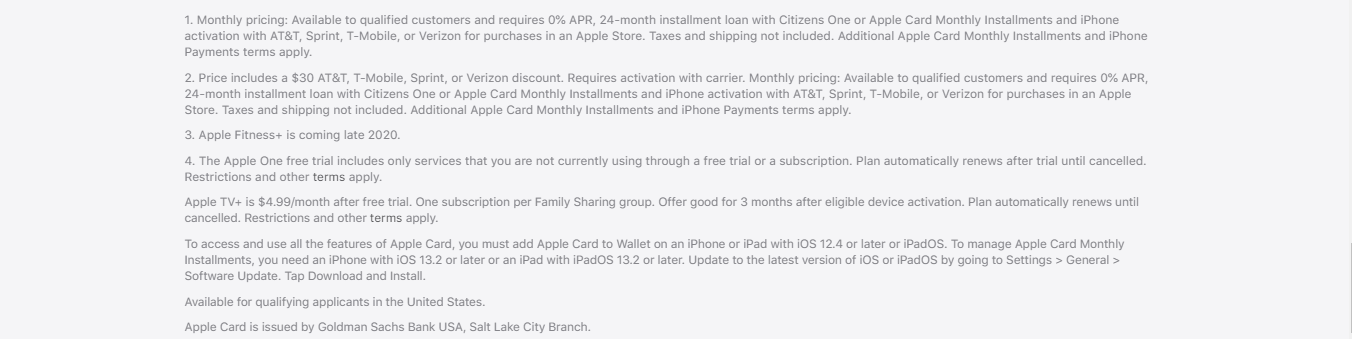 1. Monthly pricing: Available to qualified customers and requires 0% APR, 24-month installment loan with Citizens One or Apple Card Monthly Installments and iPhone
activation with AT&T, Sprint, T-Mobile, or Verizon for purchases in an Apple Store. Taxes and shipping not included. Additional Apple Card Monthly Installments and iPhone
Payments terms apply.
2. Price includes a $30 AT&T, T-Mobile, Sprint, or Verizon discount. Requires activation with carrier. Monthly pricing: Available to qualified customers and requires 0% APR,
24-month installment loan with Citizens One or Apple Card Monthly Installments and iPhone activation with AT&T, Sprint, T-Mobile, or Verizon for purchases in an Apple
Store. Taxes and shipping not included. Additional Apple Card Monthly Installments and iPhone Payments terms apply.
3. Apple Fitness+ is coming late 2020.
4. The Apple One free trial includes only services that you are not currently using through a free trial or a subscription. Plan automatically renews after trial until cancelled.
Restrictions and other terms apply.
Apple TV+ is $4.99/month after free trial. One subscription per Family Sharing group. Offer good for 3 months after eligible device activation. Plan automatically renews until
cancelled. Restrictions and other terms apply.
To access and use all the features of Apple Card, you must add Apple Card to Wallet on an iPhone or iPad with iOS 12.4 or later or iPadOS. To manage Apple Card Monthly
Installments, you need an iPhone with iOS 13.2 or later or an iPad with iPadOS 13.2 or later. Update to the latest version of iOS or iPadOS by going to Settings > General >
Software Update. Tap Download and Install.
Available for qualifying applicants in the United States.
Apple Card is issued by Goldman Sachs Bank USA, Salt Lake City Branch.